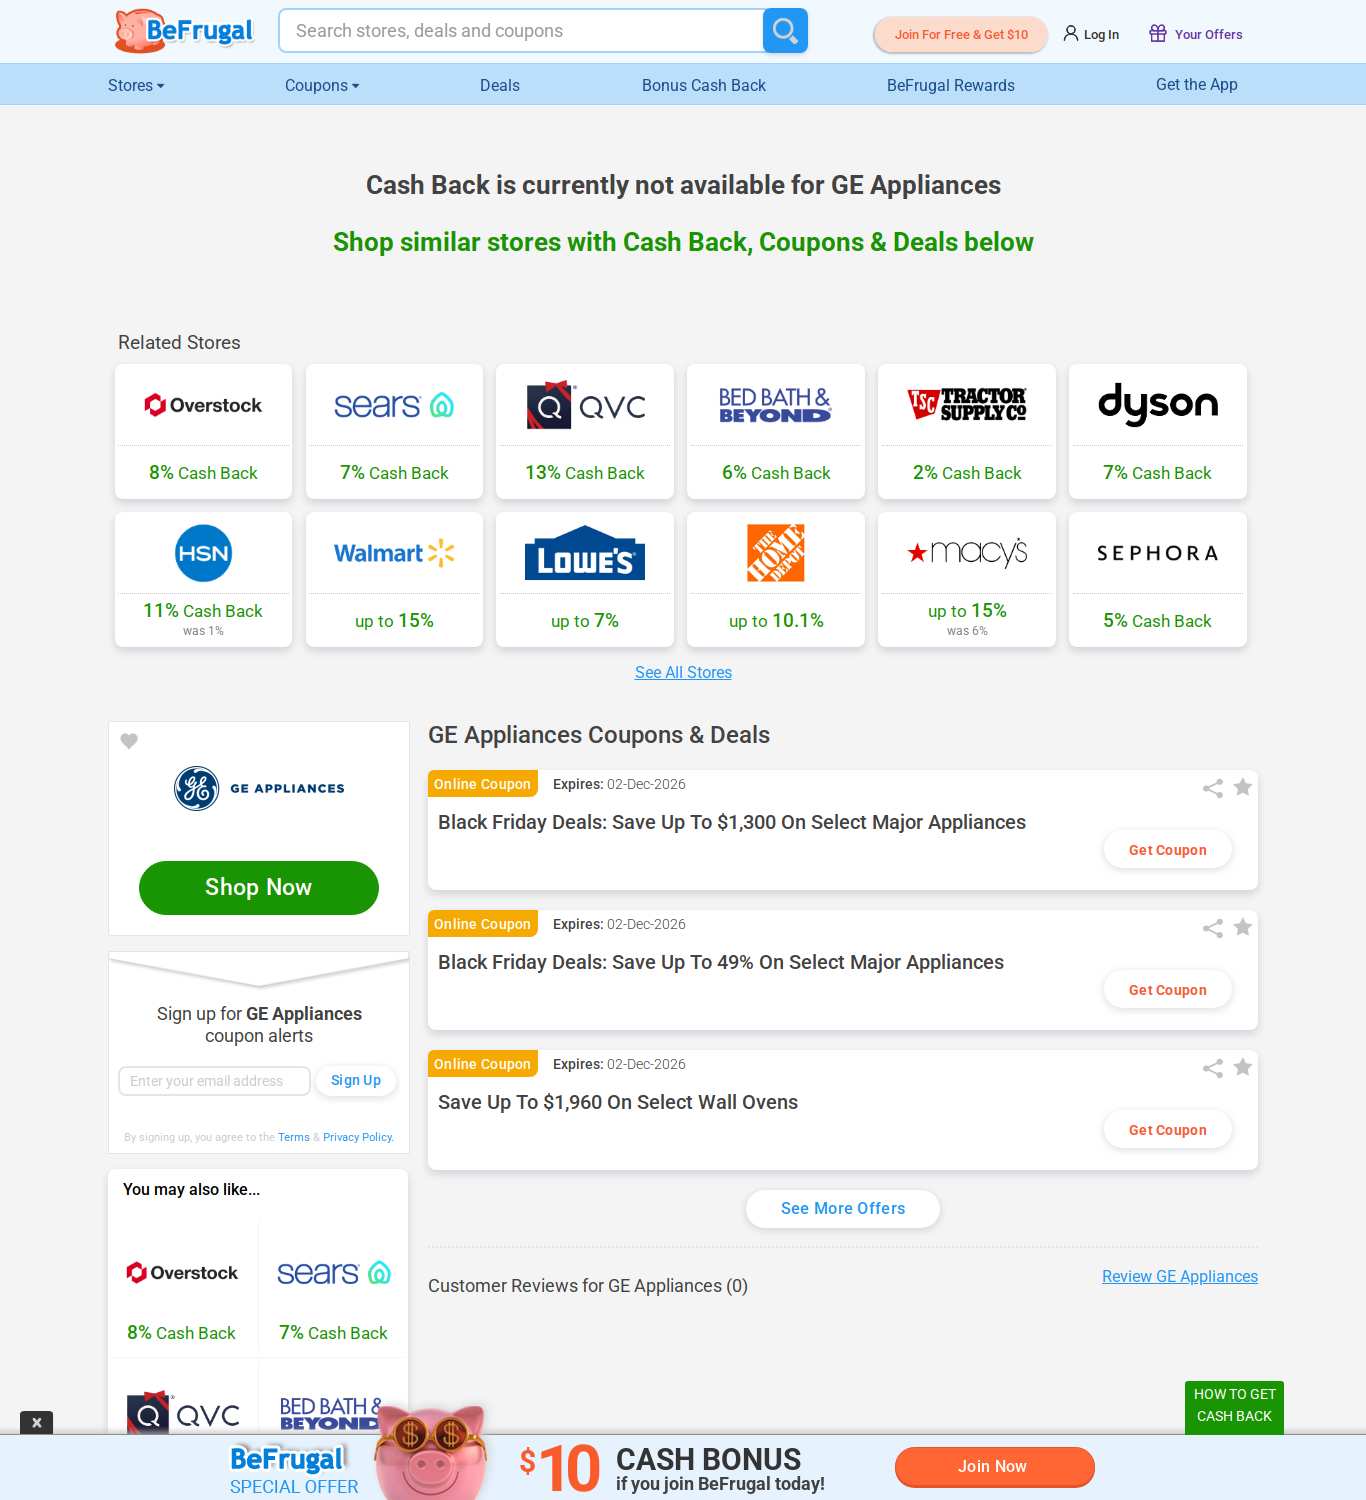 BeFrugal
Search stores, deals and coupons
Join For Free & Get $10
Log In
Your Offers
Stores
Coupons
Deals
Bonus Cash Back
BeFrugal Rewards
Get the App
Cash Back is currently not available for GE Appliances
Shop similar stores with Cash Back, Coupons & Deals below
Related Stores
Overstock
sears
QVC
BED BATH &
BEYOND
TSC TRACTOR
SUPPLY CO
dyson
8% Cash Back
7% Cash Back
13% Cash Back
6% Cash Back
2% Cash Back
7% Cash Back
HSN
Walmart
LOWE'S
THE HOME DEPOT
macy's
SEPHORA
11% Cash Back
was 1%
up to 15%
up to 7%
up to 10.1%
up to 15%
was 6%
5% Cash Back
See All Stores
GE APPLIANCES
Shop Now
Sign up for GE Appliances
coupon alerts
Enter your email address
Sign Up
By signing up, you agree to the Terms & Privacy Policy.
You may also like...
Overstock
sears
8% Cash Back
7% Cash Back
QVC
BED BATH &
BEYOND
GE Appliances Coupons & Deals
Online Coupon
Expires: 02-Dec-2026
Black Friday Deals: Save Up To $1,300 On Select Major Appliances
Get Coupon
Online Coupon
Expires: 02-Dec-2026
Black Friday Deals: Save Up To 49% On Select Major Appliances
Get Coupon
Online Coupon
Expires: 02-Dec-2026
Save Up To $1,960 On Select Wall Ovens
Get Coupon
See More Offers
Customer Reviews for GE Appliances (0)
Review GE Appliances
HOW TO GET
CASH BACK
x
BeFrugal
SPECIAL OFFER
$ $
$10
CASH BONUS
if you join BeFrugal today!
Join Now